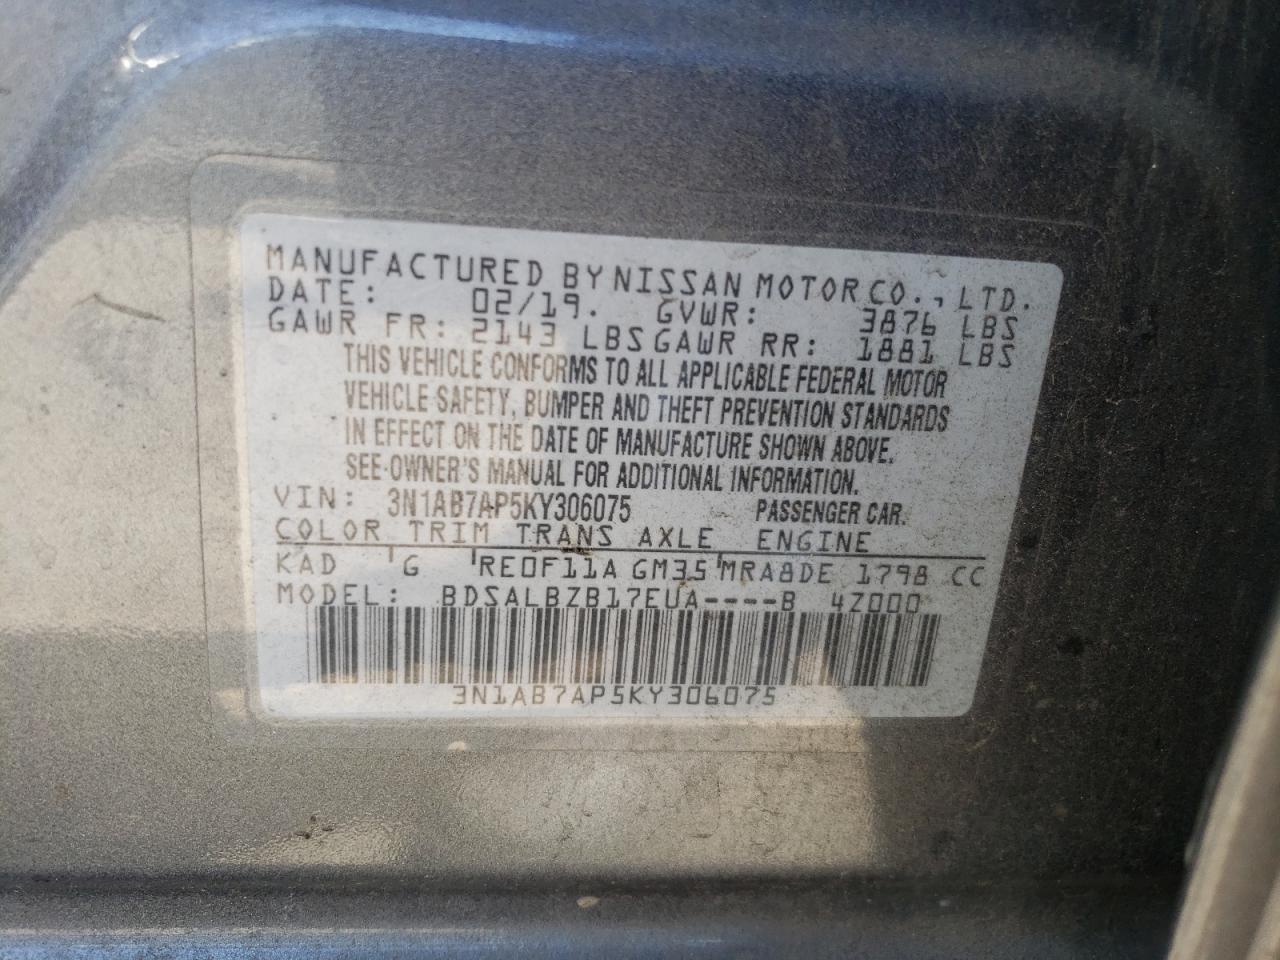 MANUFACTURED BY NISSAN MOTOR CO., LTD.
DATE: 02/19. GVWR: 3876 LBS
GAWR FR: 2143 LBS GAWR RR: 1881 LBS
THIS VEHICLE CONFORMS TO ALL APPLICABLE FEDERAL MOTOR
VEHICLE SAFETY, BUMPER AND THEFT PREVENTION STANDARDS
IN EFFECT ON THE DATE OF MANUFACTURE SHOWN ABOVE.
SEE-OWNER'S MANUAL FOR ADDITIONAL INFORMATION.
VIN: 3N1AB7AP5KY306075 PASSENGER CAR.
COLOR TRIM TRANS AXLE ENGINE
KAD G RE0F11A GM35 MRA8DE 1798 CC
MODEL: BDSALBZB17EUA----B 4Z000
3N1AB7AP5KY306075